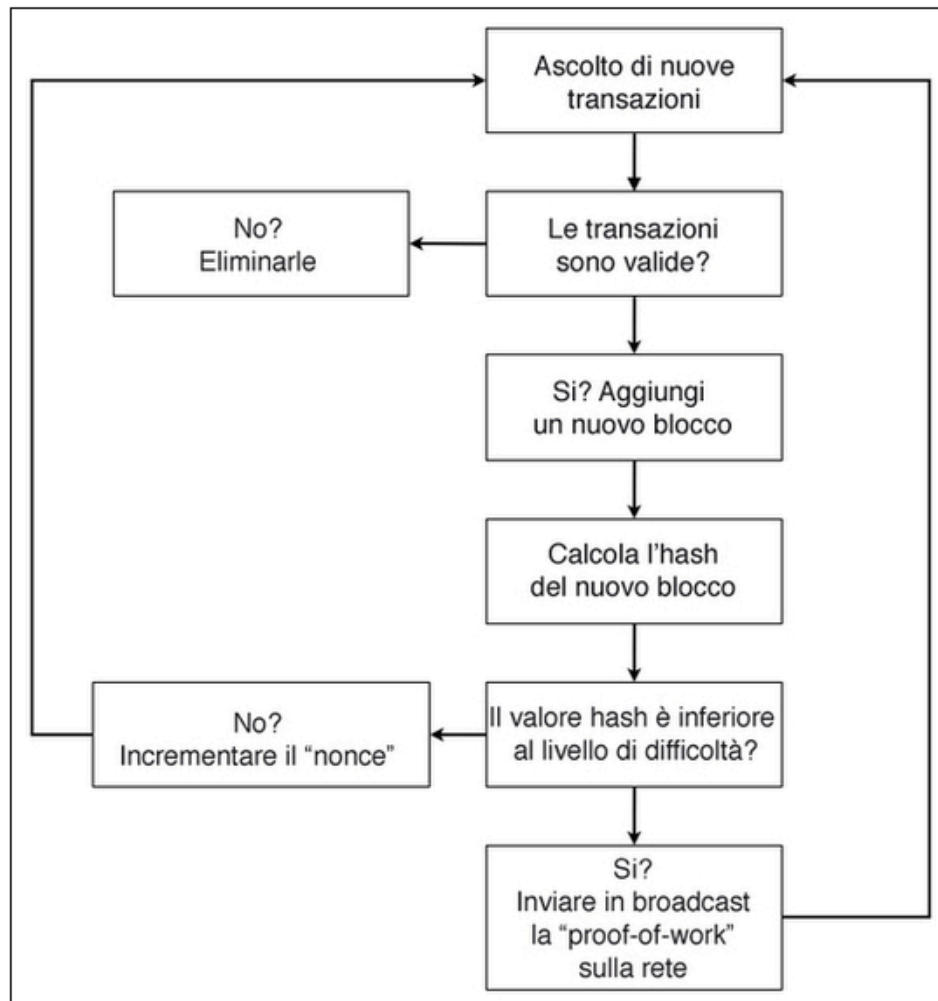 Ascolto di nuove
transazioni
No?
Eliminarle
Le transazioni
sono valide?
Si? Aggiungi
un nuovo blocco
Calcola l'hash
del nuovo blocco
No?
Incrementare il “nonce”
Il valore hash è inferiore
al livello di difficoltà?
Si?
Inviare in broadcast
la “proof-of-work”
sulla rete